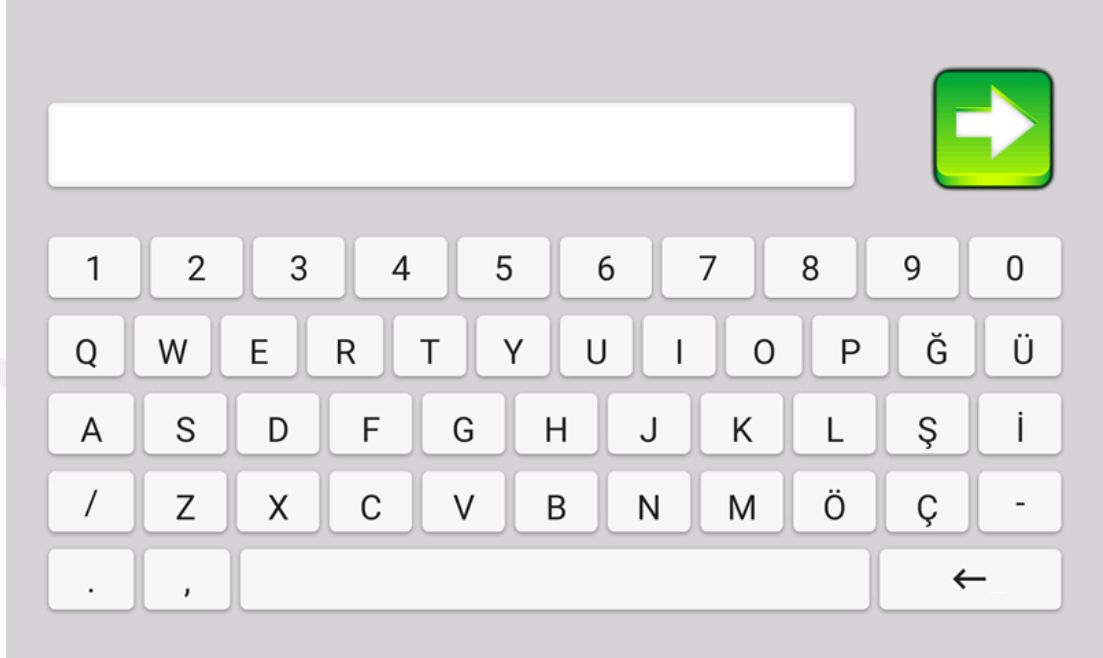 1 2 3 4 5 6 7 8 9 0
Q W E R T Y U I O P Ğ Ü
A S D F G H J K L Ş İ
/ Z X C V B N M Ö Ç -
. , ←